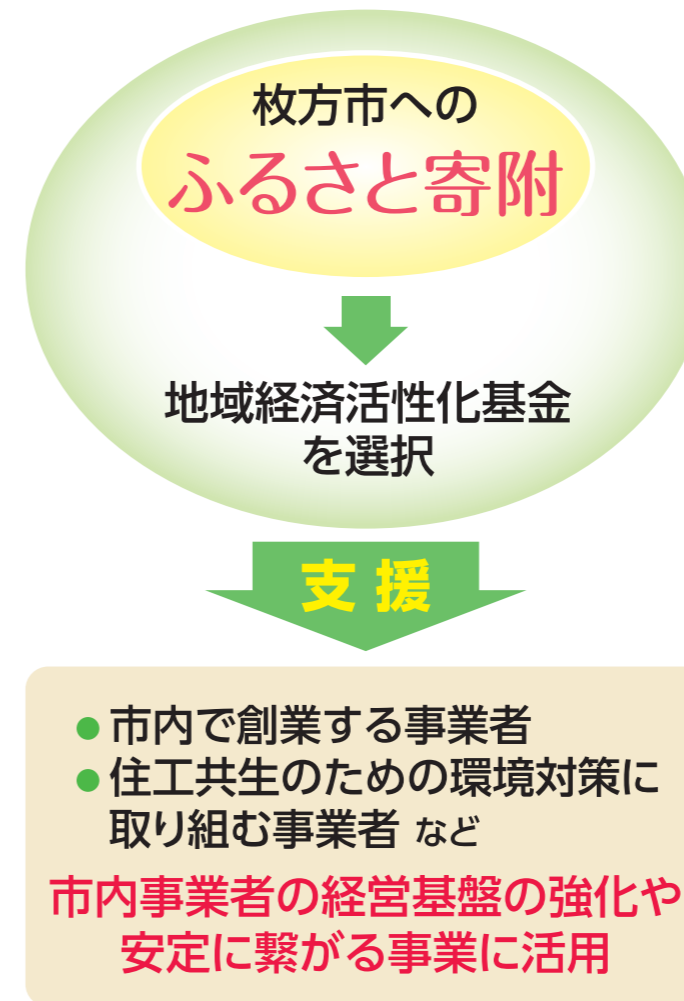 枚方市への
ふるさと寄附
地域経済活性化基金
を選択
支援
●市内で創業する事業者
●住工共生のための環境対策に
取り組む事業者 など
市内事業者の経営基盤の強化や
安定に繋がる事業に活用